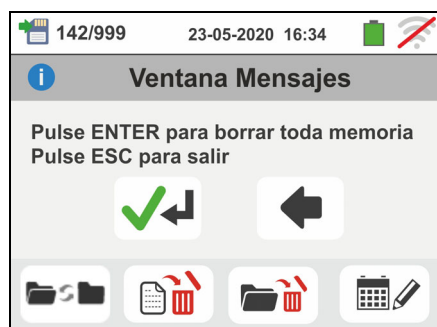 142/999 23-05-2020 16:34
i Ventana Mensajes
Pulse ENTER para borrar toda memoria
Pulse ESC para salir